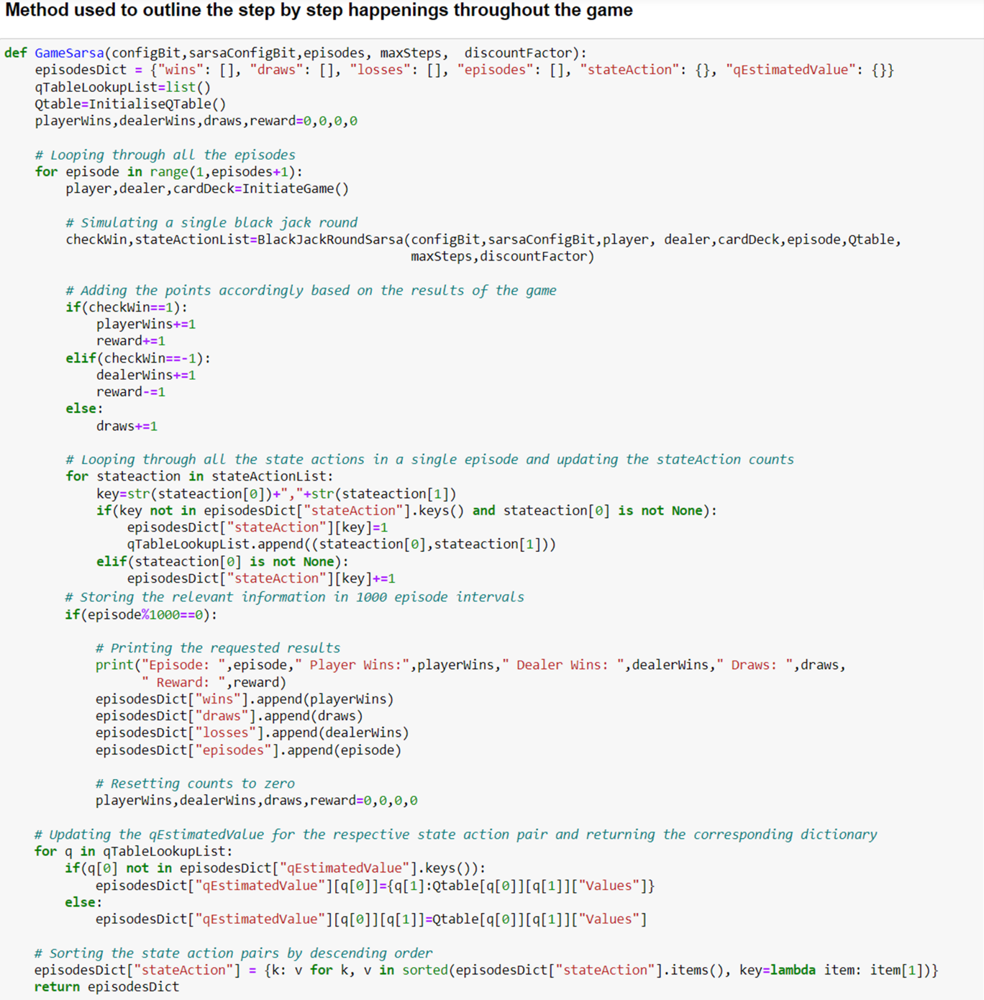 Method used to outline the step by step happenings throughout the game
def GameSarsa(configBit,sarsaConfigBit,episodes, maxSteps,  discountFactor):
    episodesDict = {"wins": [], "draws": [], "losses": [], "episodes": [], "stateAction": {}, "qEstimatedValue": {}}
    qTableLookupList=list()
    Qtable=InitialiseQTable()
    playerWins,dealerWins,draws,reward=0,0,0,0
    # Looping through all the episodes
    for episode in range(1,episodes+1):
        player,dealer,cardDeck=InitiateGame()
        # Simulating a single black jack round
        checkWin,stateActionList=BlackJackRoundSarsa(configBit,sarsaConfigBit,player, dealer,cardDeck,episode,Qtable,
                                                     maxSteps,discountFactor)
        # Adding the points accordingly based on the results of the game
        if(checkWin==1):
            playerWins+=1
            reward+=1
        elif(checkWin==-1):
            dealerWins+=1
            reward-=1
        else:
            draws+=1
        # Looping through all the state actions in a single episode and updating the stateAction counts
        for stateaction in stateActionList:
            key=str(stateaction[0])+","+str(stateaction[1])
            if(key not in episodesDict["stateAction"].keys() and stateaction[0] is not None):
                episodesDict["stateAction"][key]=1
                qTableLookupList.append((stateaction[0],stateaction[1]))
            elif(stateaction[0] is not None):
                episodesDict["stateAction"][key]+=1
        # Storing the relevant information in 1000 episode intervals
        if(episode%1000==0):
            # Printing the requested results
            print("Episode: ",episode," Player Wins:",playerWins," Dealer Wins: ",dealerWins," Draws: ",draws,
                  " Reward: ",reward)
            episodesDict["wins"].append(playerWins)
            episodesDict["draws"].append(draws)
            episodesDict["losses"].append(dealerWins)
            episodesDict["episodes"].append(episode)
            # Resetting counts to zero
            playerWins,dealerWins,draws,reward=0,0,0,0
    # Updating the qEstimatedValue for the respective state action pair and returning the corresponding dictionary
    for q in qTableLookupList:
        if(q[0] not in episodesDict["qEstimatedValue"].keys()):
            episodesDict["qEstimatedValue"][q[0]]={q[1]:Qtable[q[0]][q[1]]["Values"]}
        else:
            episodesDict["qEstimatedValue"][q[0]][q[1]]=Qtable[q[0]][q[1]]["Values"]
    # Sorting the state action pairs by descending order
    episodesDict["stateAction"] = {k: v for k, v in sorted(episodesDict["stateAction"].items(), key=lambda item: item[1])}
    return episodesDict